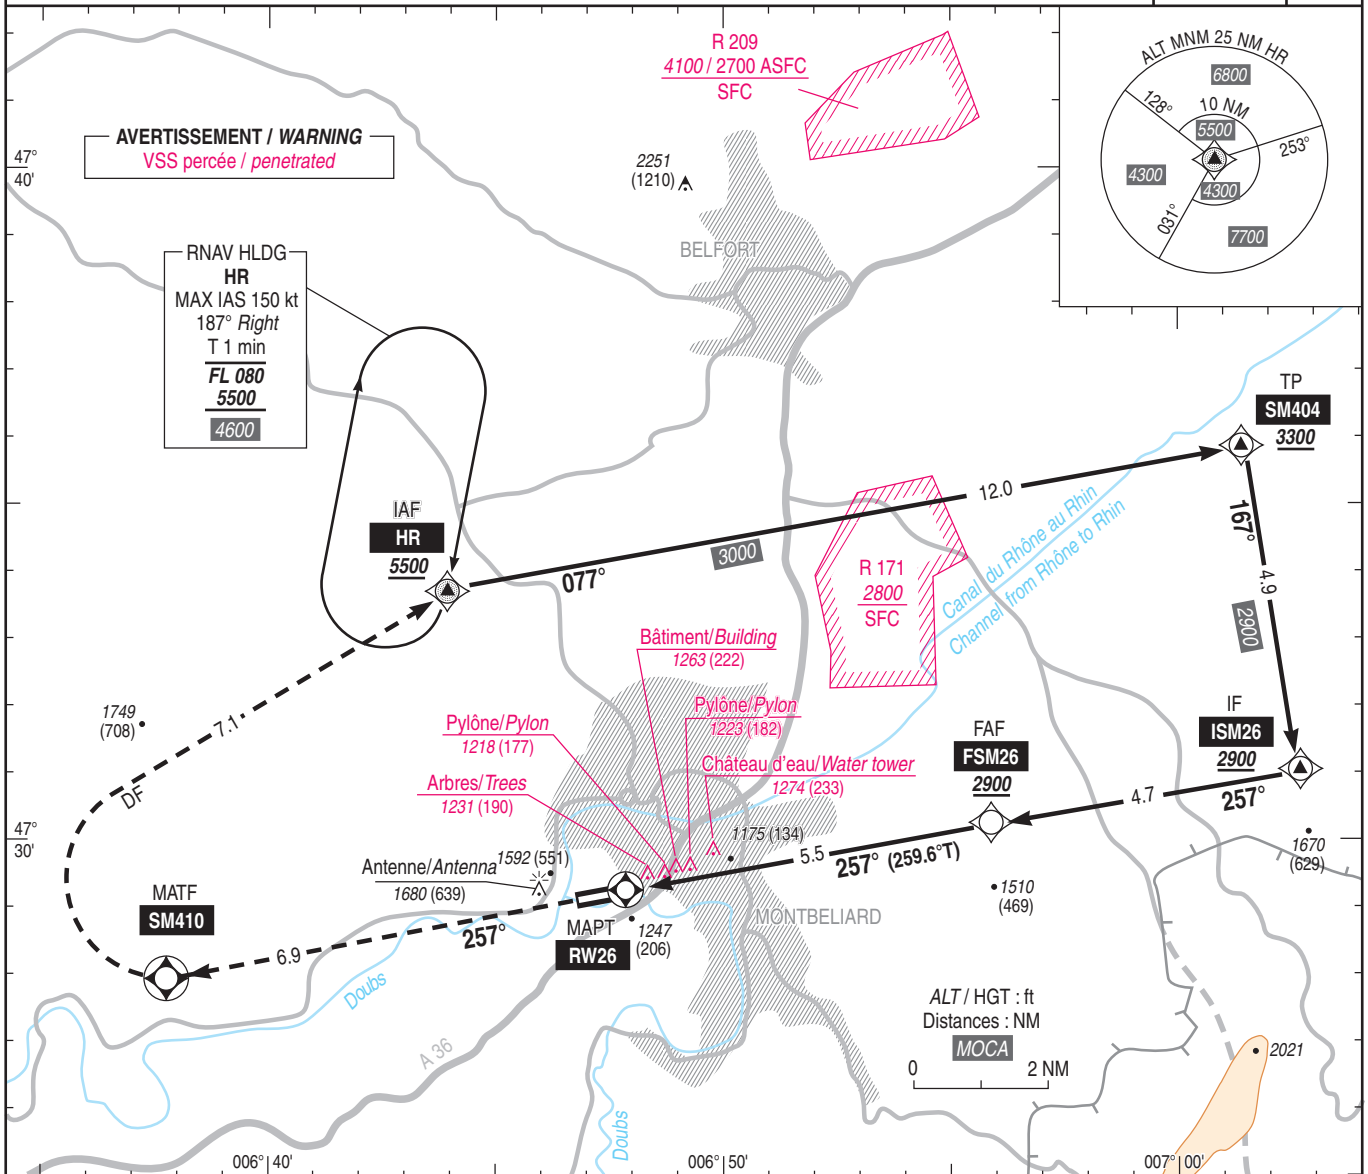 R 209
4100 / 2700 ASFC
SFC
ALT MNM 25 NM HR
6800
128°
10 NM
5500
253°
4300
4300
031°
7700
AVERTISSEMENT / WARNING
VSS percée / penetrated
47°
40'
2251
(1210)
BELFORT
RNAV HLDG
HR
MAX IAS 150 kt
187° Right
T 1 min
FL 080
5500
4600
TP
SM404
3300
IAF
HR
5500
12.0
3000
077°
167°
4.9
2900
R 171
2800
SFC
Canal du Rhône au Rhin
Channel from Rhône to Rhin
Bâtiment/Building
1263 (222)
Pylône/Pylon
1223 (182)
Pylône/Pylon
1218 (177)
Château d'eau/Water tower
1274 (233)
Arbres/Trees
1231 (190)
1749
(708)
7.1
DF
IF
ISM26
2900
FAF
FSM26
2900
4.7
257°
47°
30'
1175 (134)
5.5
257° (259.6°T)
1670
(629)
Antenne/Antenna
1680 (639)
1592 (551)
1510
(469)
MATF
SM410
MAPT
RW26
1247
(206)
MONTBELIARD
257°
6.9
Doubs
A 36
ALT / HGT : ft
Distances : NM
MOCA
0 2 NM
2021
Doubs
006° 40'
006° 50'
007° 00'